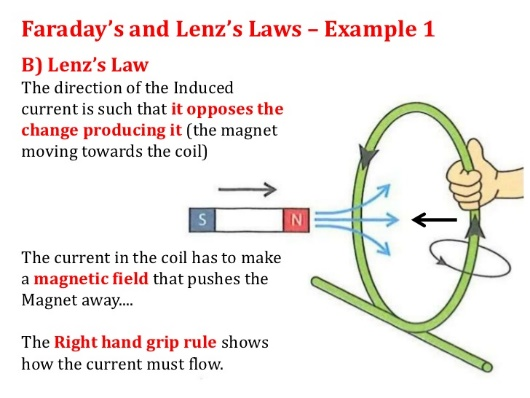 Faraday’s and Lenz’s Laws – Example 1
B) Lenz’s Law
The direction of the Induced
current is such that it opposes the
change producing it (the magnet
moving towards the coil)
S
N
The current in the coil has to make
a magnetic field that pushes the
Magnet away....
The Right hand grip rule shows
how the current must flow.